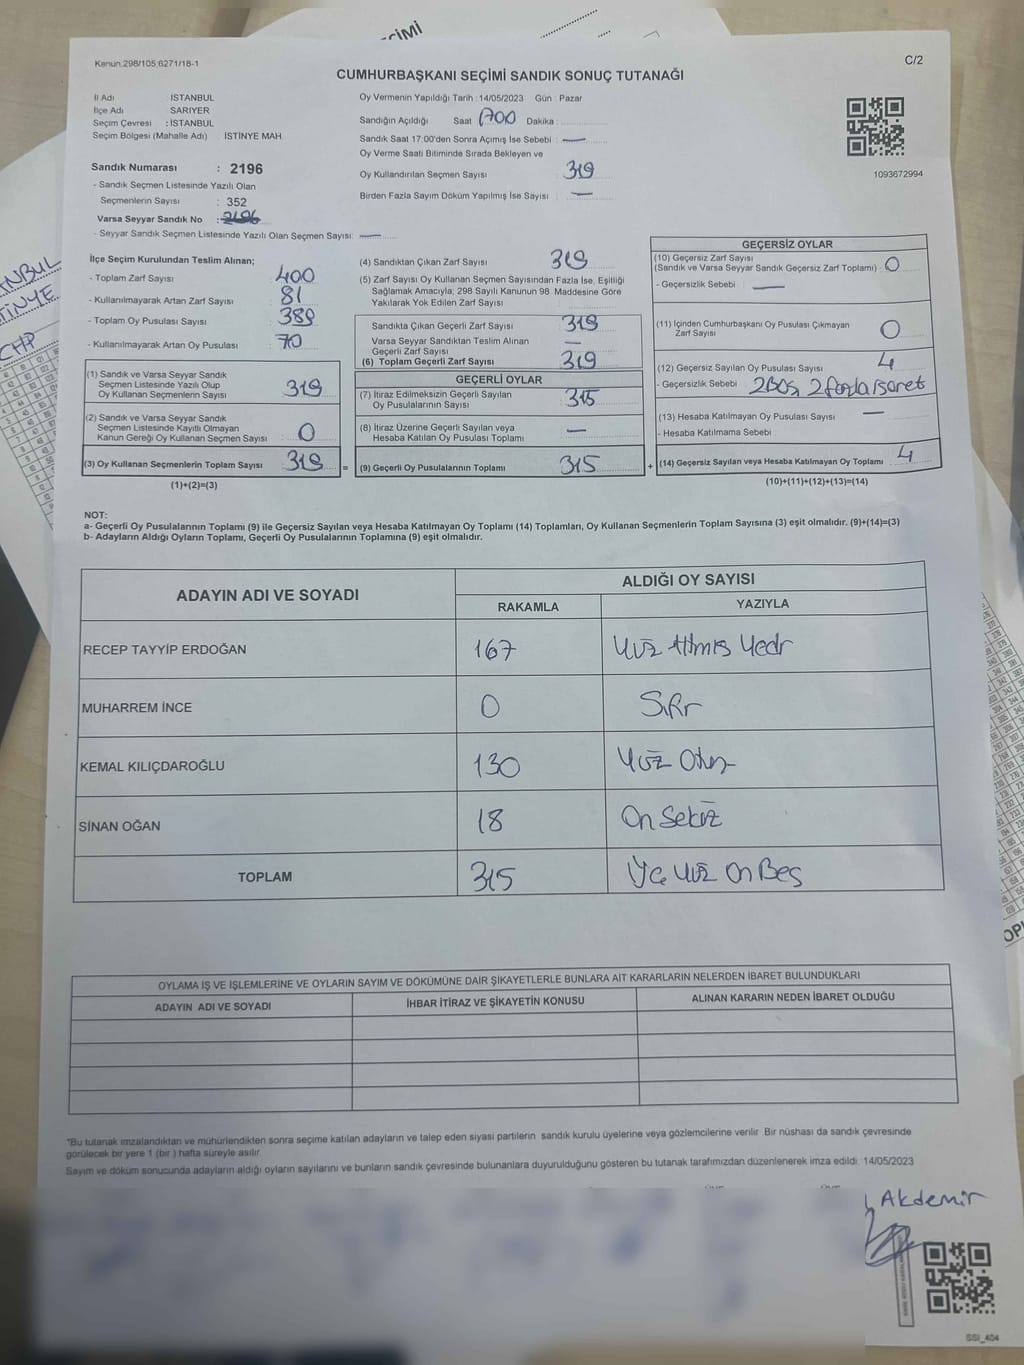 CİMİ
Kanun.298/105;6271/18-1
C/2
CUMHURBAŞKANI SEÇİMİ SANDIK SONUÇ TUTANAĞI
İl Adı İSTANBUL
İlçe Adı SARIYER
Seçim Çevresi : İSTANBUL
Seçim Bölgesi (Mahalle Adı) İSTİNYE MAH.
Oy Vermenin Yapıldığı Tarih : 14/05/2023 Gün : Pazar
Sandığın Açıldığı Saat 1700 Dakika :
Sandık Saat 17:00'den Sonra Açımış İse Sebebi : —
Oy Verme Saati Bitiminde Sırada Bekleyen ve
Oy Kullandırılan Seçmen Sayısı 319
Birden Fazla Sayım Döküm Yapılmış İse Sayısı : —
1093672994
Sandık Numarası : 2196
- Sandık Seçmen Listesinde Yazılı Olan
Seçmenlerin Sayısı : 352
Varsa Seyyar Sandık No : 2196
- Seyyar Sandık Seçmen Listesinde Yazılı Olan Seçmen Sayısı: —
İlçe Seçim Kurulundan Teslim Alınan;
- Toplam Zarf Sayısı : 400
- Kullanılmayarak Artan Zarf Sayısı : 81
- Toplam Oy Pusulası Sayısı : 389
- Kullanılmayarak Artan Oy Pusulası : 70
(1) Sandık ve Varsa Seyyar Sandık
Seçmen Listesinde Yazılı Olup
Oy Kullanan Seçmenlerin Sayısı : 319
(2) Sandık ve Varsa Seyyar Sandık
Seçmen Listesinde Kayıtlı Olmayan
Kanun Gereği Oy Kullanan Seçmen Sayısı : 0
(3) Oy Kullanan Seçmenlerin Toplam Sayısı : 319 =
(1)+(2)=(3)
(4) Sandıktan Çıkan Zarf Sayısı 319
(5) Zarf Sayısı Oy Kullanan Seçmen Sayısından Fazla İse, Eşitliği
Sağlamak Amacıyla, 298 Sayılı Kanunun 98. Maddesine Göre
Yakılarak Yok Edilen Zarf Sayısı
Sandıkta Çıkan Geçerli Zarf Sayısı : 319
Varsa Seyyar Sandıktan Teslim Alınan
Geçerli Zarf Sayısı : —
(6) Toplam Geçerli Zarf Sayısı : 319
GEÇERLİ OYLAR
(7) İtiraz Edilmeksizin Geçerli Sayılan
Oy Pusulalarının Sayısı : 315
(8) İtiraz Üzerine Geçerli Sayılan veya
Hesaba Katılan Oy Pusulası Toplamı : —
(9) Geçerli Oy Pusulalarının Toplamı : 315 +
GEÇERSİZ OYLAR
(10) Geçersiz Zarf Sayısı
(Sandık ve Varsa Seyyar Sandık Geçersiz Zarf Toplamı) : 0
- Geçersizlik Sebebi : —
(11) İçinden Cumhurbaşkanı Oy Pusulası Çıkmayan
Zarf Sayısı 0
(12) Geçersiz Sayılan Oy Pusulası Sayısı : 4
- Geçersizlik Sebebi : 2 Boş, 2 fazla işaret
(13) Hesaba Katılmayan Oy Pusulası Sayısı : —
- Hesaba Katılmama Sebebi :
(14) Geçersiz Sayılan veya Hesaba Katılmayan Oy Toplamı : 4
(10)+(11)+(12)+(13)=(14)
NOT:
a- Geçerli Oy Pusulalarının Toplamı (9) ile Geçersiz Sayılan veya Hesaba Katılmayan Oy Toplamı (14) Toplamları, Oy Kullanan Seçmenlerin Toplam Sayısına (3) eşit olmalıdır. (9)+(14)=(3)
b- Adayların Aldığı Oyların Toplamı, Geçerli Oy Pusulalarının Toplamına (9) eşit olmalıdır.
ADAYIN ADI VE SOYADI
ALDIĞI OY SAYISI
RAKAMLA YAZIYLA
RECEP TAYYİP ERDOĞAN 167 Yüz Altmış Yedi
MUHARREM İNCE 0 Sıfır
KEMAL KILIÇDAROĞLU 130 Yüz Otuz
SİNAN OĞAN 18 On Sekiz
TOPLAM 315 Üç Yüz On Beş
OYLAMA İŞ VE İŞLEMLERİNE VE OYLARIN SAYIM VE DÖKÜMÜNE DAİR ŞİKAYETLERLE BUNLARA AİT KARARLARIN NELERDEN İBARET BULUNDUKLARI
ADAYIN ADI VE SOYADI İHBAR İTİRAZ VE ŞİKAYETİN KONUSU ALINAN KARARIN NEDEN İBARET OLDUĞU
*Bu tutanak imzalandıktan ve mühürlendikten sonra seçime katılan adayların ve talep eden siyasi partilerin sandık kurulu üyelerine veya gözlemcilerine verilir. Bir nüshası da sandık çevresinde
görülecek bir yere 1 (bir) hafta süreyle asılır.
Sayım ve döküm sonucunda adayların aldığı oyların sayılarını ve bunların sandık çevresinde bulunanlara duyurulduğunu gösteren bu tutanak tarafımızdan düzenlenerek imza edildi. 14/05/2023
Akdemir
SSİ_404
CHP